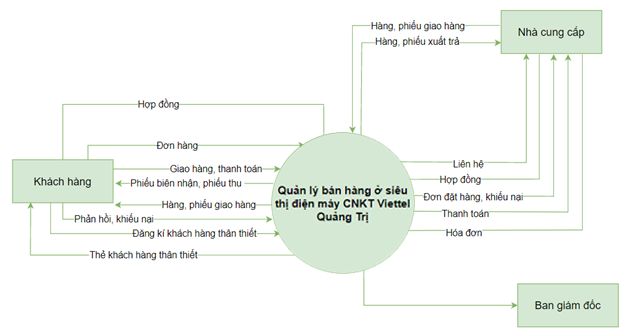 Hàng, phiếu giao hàng
Nhà cung cấp
Hàng, phiếu xuất trả
Hợp đồng
Đơn hàng
Giao hàng, thanh toán
Liên hệ
Khách hàng
Phiếu biên nhận, phiếu thu
Quản lý bán hàng ở siêu
thị điện máy CNKT Viettel
Quảng Trị
Hợp đồng
Đơn đặt hàng, khiếu nại
Hàng, phiếu giao hàng
Thanh toán
Phản hồi, khiếu nại
Đăng kí khách hàng thân thiết
Hóa đơn
Thẻ khách hàng thân thiết
Ban giám đốc